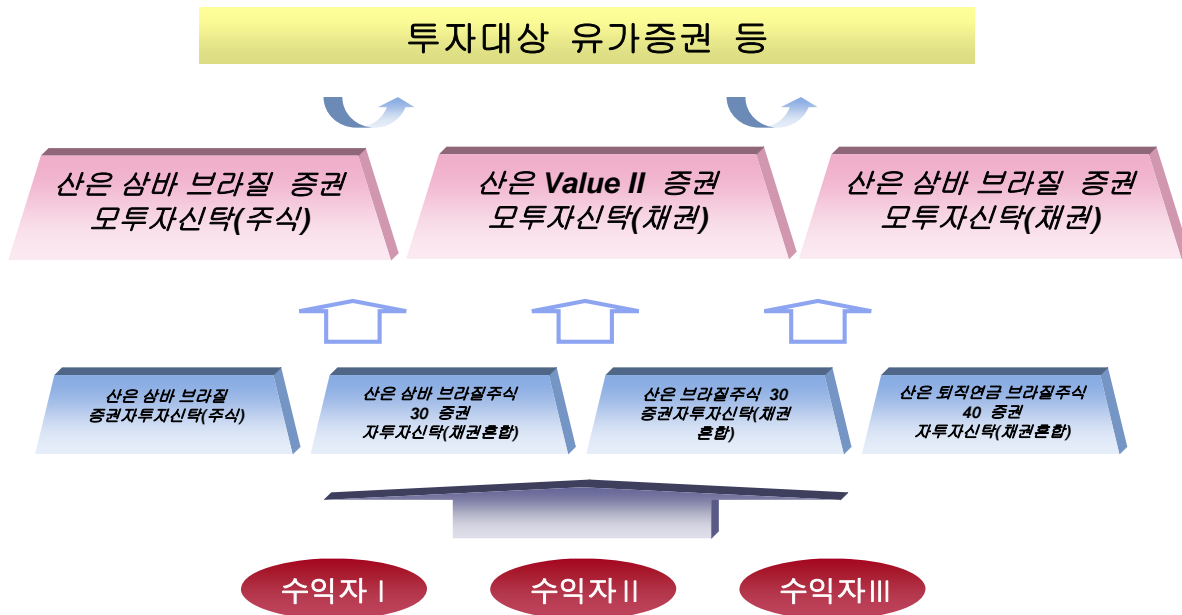 투자대상 유가증권 등
산은 삼바 브라질 증권
모투자신탁(주식)
산은 Value II 증권
모투자신탁(채권)
산은 삼바 브라질 증권
모투자신탁(채권)
산은 삼바 브라질
증권자투자신탁(주식)
산은 삼바 브라질주식
30 증권
자투자신탁(채권혼합)
산은 브라질주식 30
증권자투자신탁(채권
혼합)
산은 퇴직연금 브라질주식
40 증권
자투자신탁(채권혼합)
수익자Ⅰ
수익자Ⅱ
수익자Ⅲ